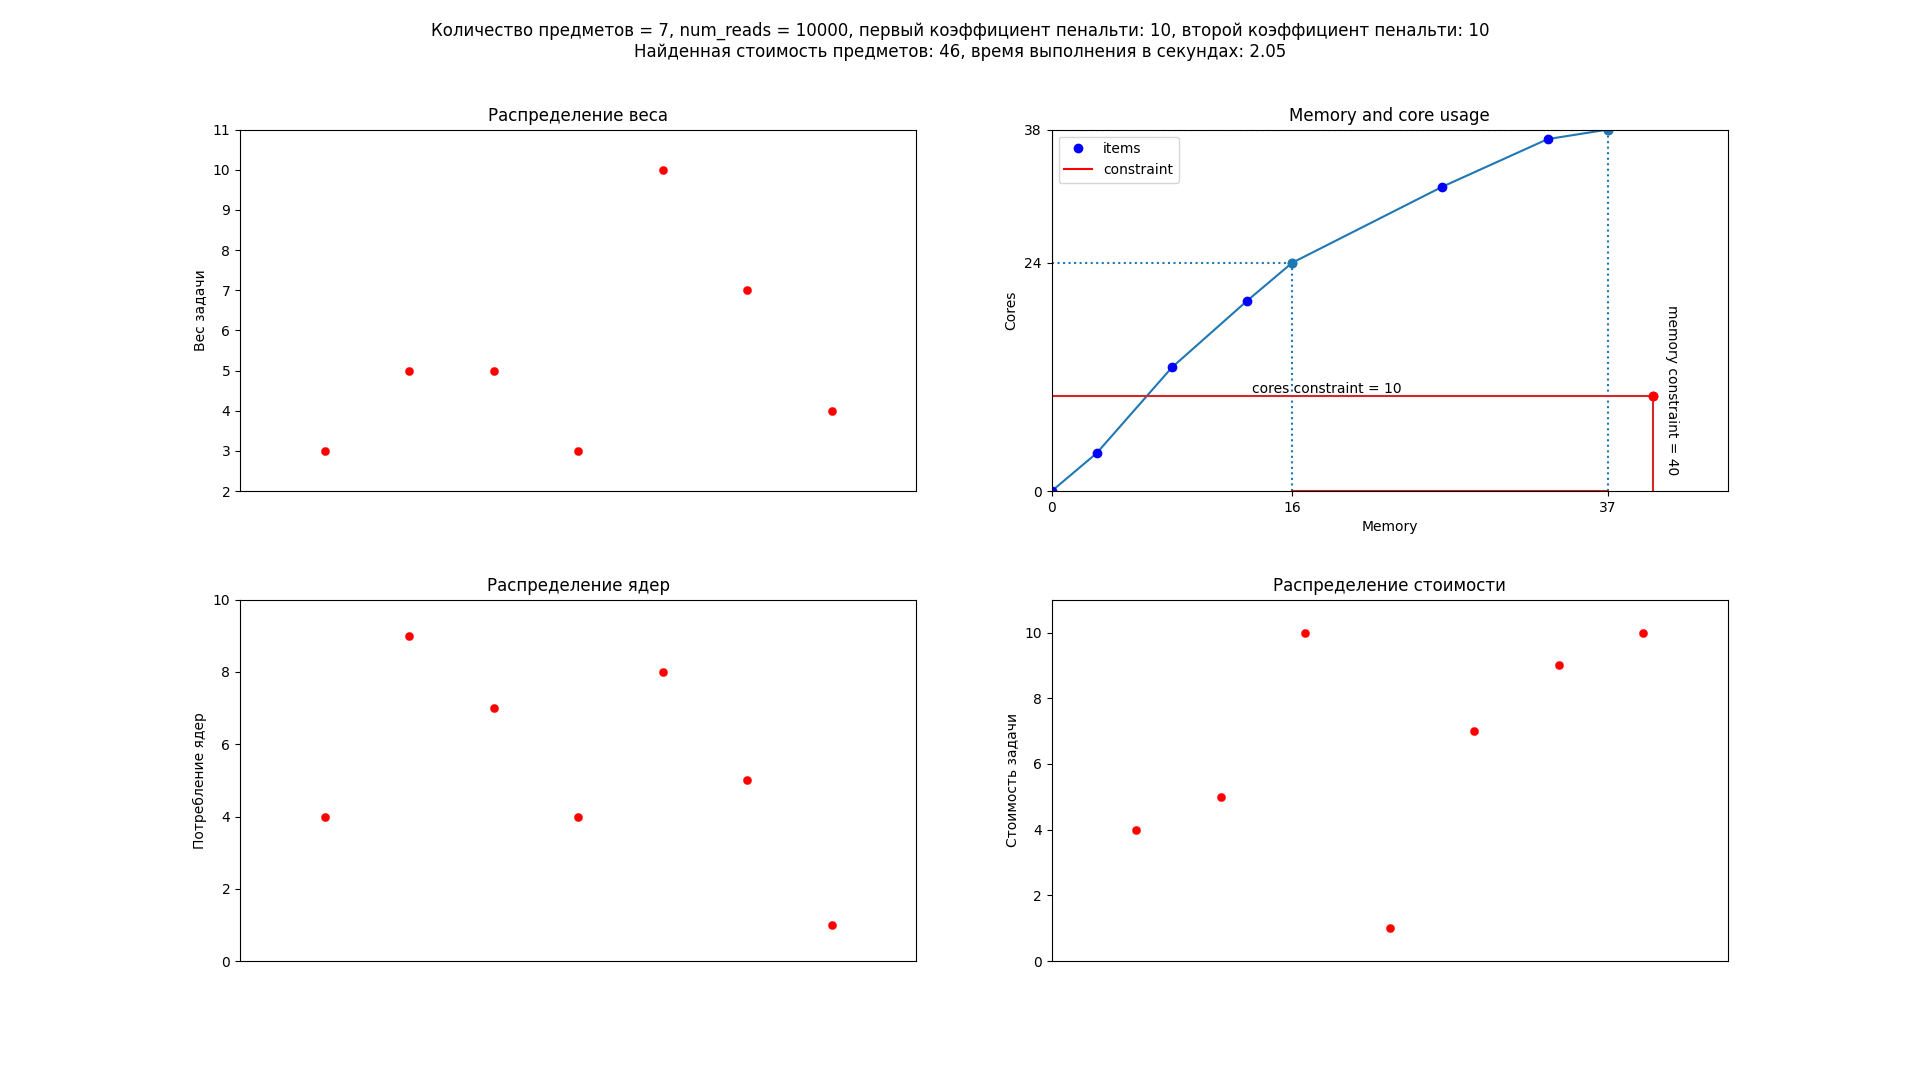 Количество предметов = 7, num_reads = 10000, первый коэффициент пенальти: 10, второй коэффициент пенальти: 10
Найденная стоимость предметов: 46, время выполнения в секундах: 2.05
Распределение веса
11
10
9
8
7
6
5
4
3
2
Вес задачи
Memory and core usage
items
constraint
38
24
0
Cores
cores constraint = 10
memory constraint = 40
0
16
37
Memory
Распределение ядер
10
8
6
4
2
0
Потребление ядер
Распределение стоимости
10
8
6
4
2
0
Стоимость задачи